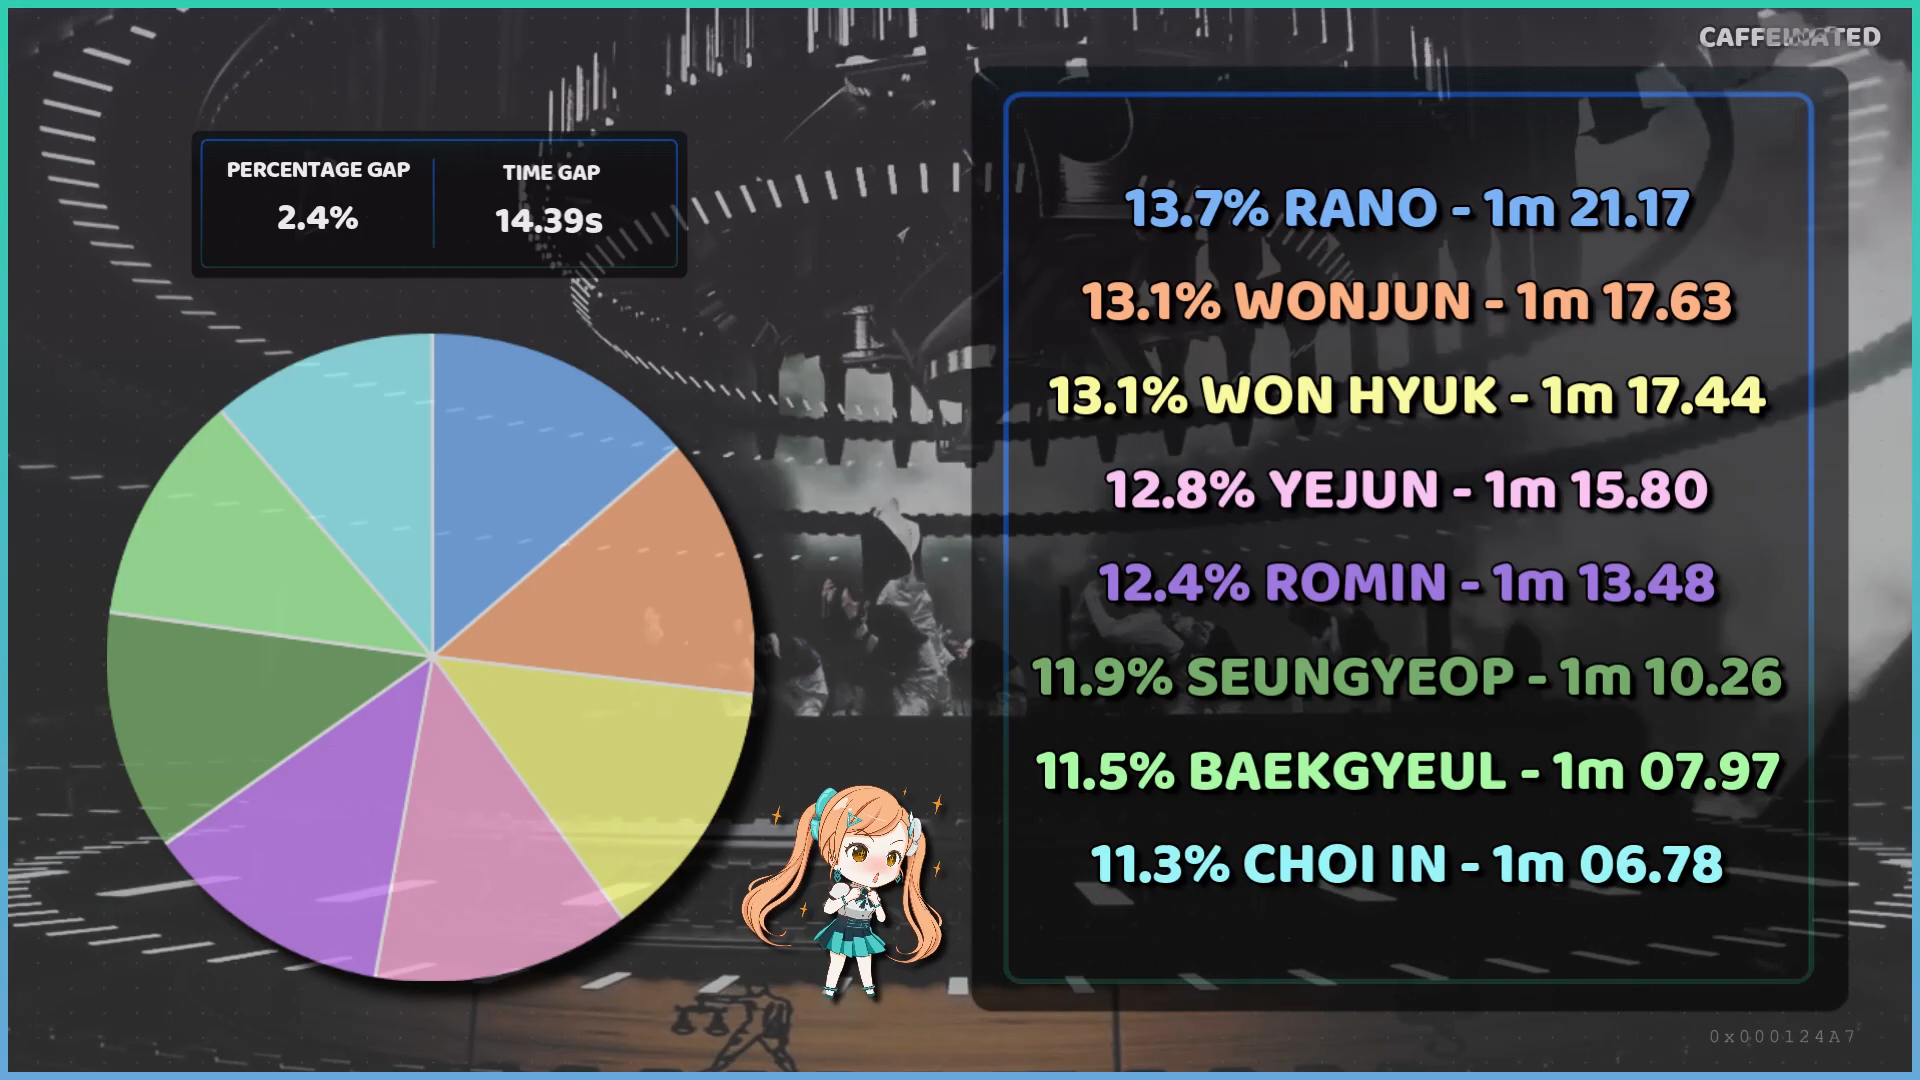 CAFFEINATED
PERCENTAGE GAP
2.4%
TIME GAP
14.39s
13.7% RANO - 1m 21.17
13.1% WONJUN - 1m 17.63
13.1% WON HYUK - 1m 17.44
12.8% YEJUN - 1m 15.80
12.4% ROMIN - 1m 13.48
11.9% SEUNGYEOP - 1m 10.26
11.5% BAEKGYEUL - 1m 07.97
11.3% CHOI IN - 1m 06.78
0x000124A7